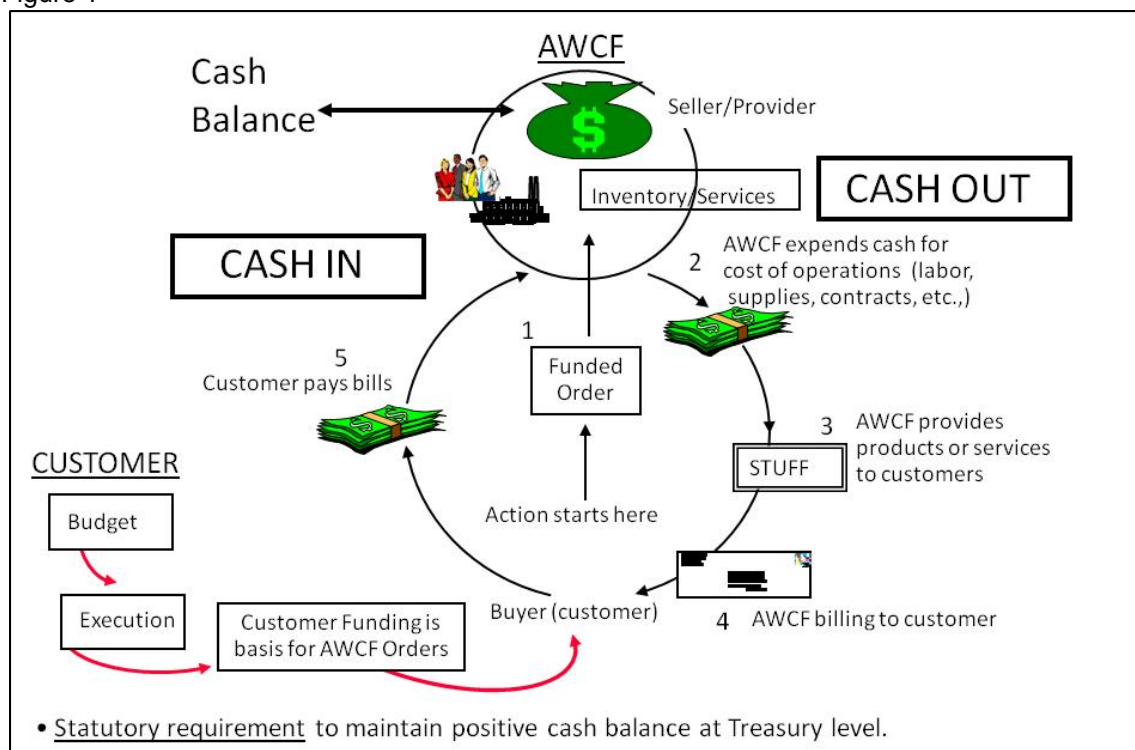 AWCF
Cash
Balance
Seller/Provider
$
Inventory/Services
CASH OUT
CASH IN
2
AWCF expends cash for
cost of operations (labor,
supplies, contracts, etc.,)
1
Funded
Order
5
Customer pays bills
3
AWCF provides
products or services
to customers
STUFF
CUSTOMER
Budget
Action starts here
Execution
Customer Funding is
basis for AWCF Orders
Buyer (customer)
4 AWCF billing to customer
• Statutory requirement to maintain positive cash balance at Treasury level.